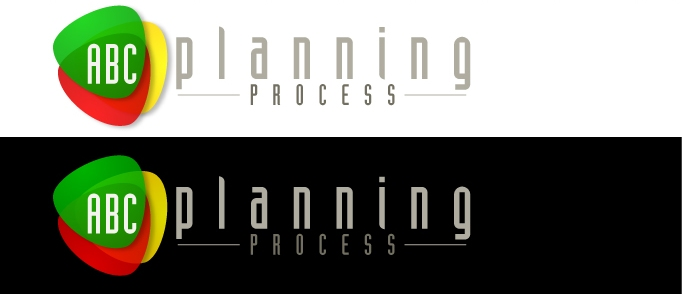 ABC planning
PROCESS
ABC planning
PROCESS